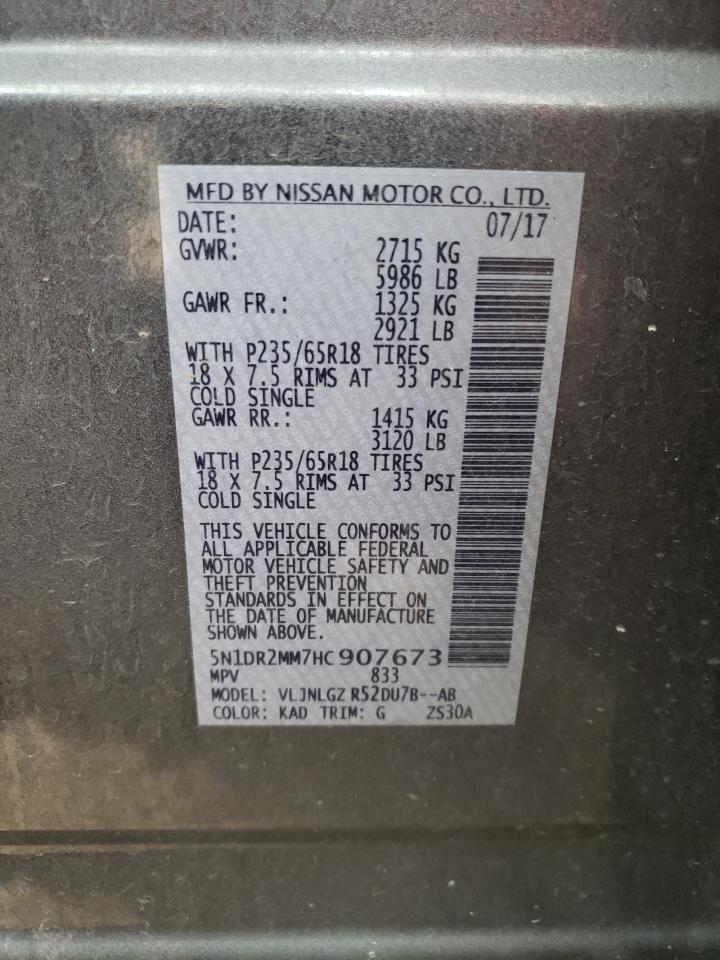 MFD BY NISSAN MOTOR CO., LTD.
DATE: 07/17
GVWR: 2715 KG
5986 LB
GAWR FR.: 1325 KG
2921 LB
WITH P235/65R18 TIRES
18 X 7.5 RIMS AT 33 PSI
COLD SINGLE
GAWR RR.: 1415 KG
3120 LB
WITH P235/65R18 TIRES
18 X 7.5 RIMS AT 33 PSI
COLD SINGLE
THIS VEHICLE CONFORMS TO
ALL APPLICABLE FEDERAL
MOTOR VEHICLE SAFETY AND
THEFT PREVENTION
STANDARDS IN EFFECT ON
THE DATE OF MANUFACTURE
SHOWN ABOVE.
5N1DR2MM7HC907673
MPV 833
MODEL: VLJNLGZ R52DU7B--AB
COLOR: KAD TRIM: G ZS30A